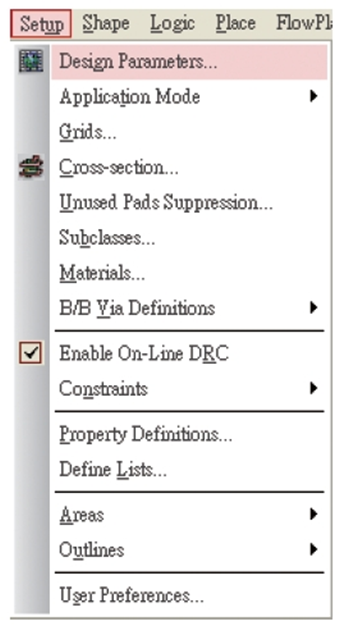 Setup Shape Logic Place FlowPl
Design Parameters...
Application Mode
Grids...
Cross-section...
Unused Pads Suppression...
Subclasses...
Materials...
B/B Via Definitions
Enable On-Line DRC
Constraints
Property Definitions...
Define Lists...
Areas
Outlines
User Preferences...